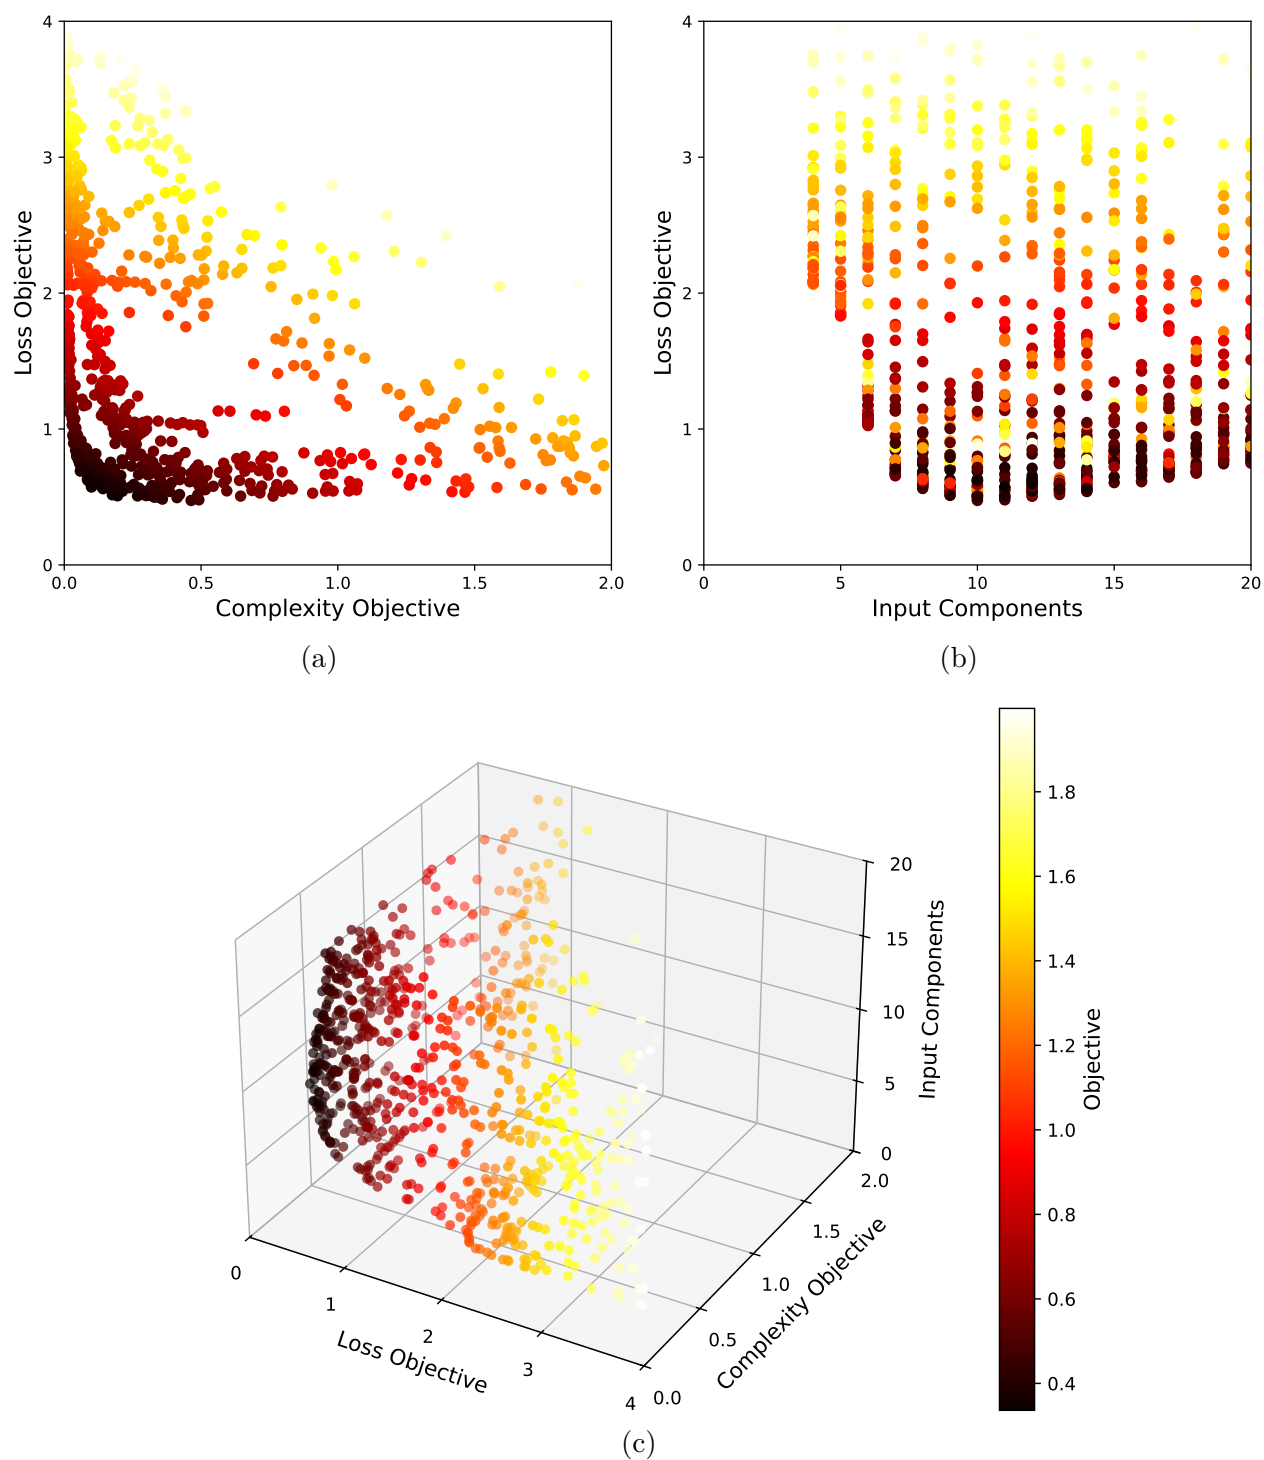 4
3
2
1
0
Loss Objective
0.0 0.5 1.0 1.5 2.0
Complexity Objective
(a)
4
3
2
1
0
Loss Objective
0 5 10 15 20
Input Components
(b)
20
15
10
5
0
Input Components
2.0
1.5
1.0
0.5
0.0
Complexity Objective
0
1
2
3
4
Loss Objective
1.8
1.6
1.4
1.2
1.0
0.8
0.6
0.4
Objective
(c)